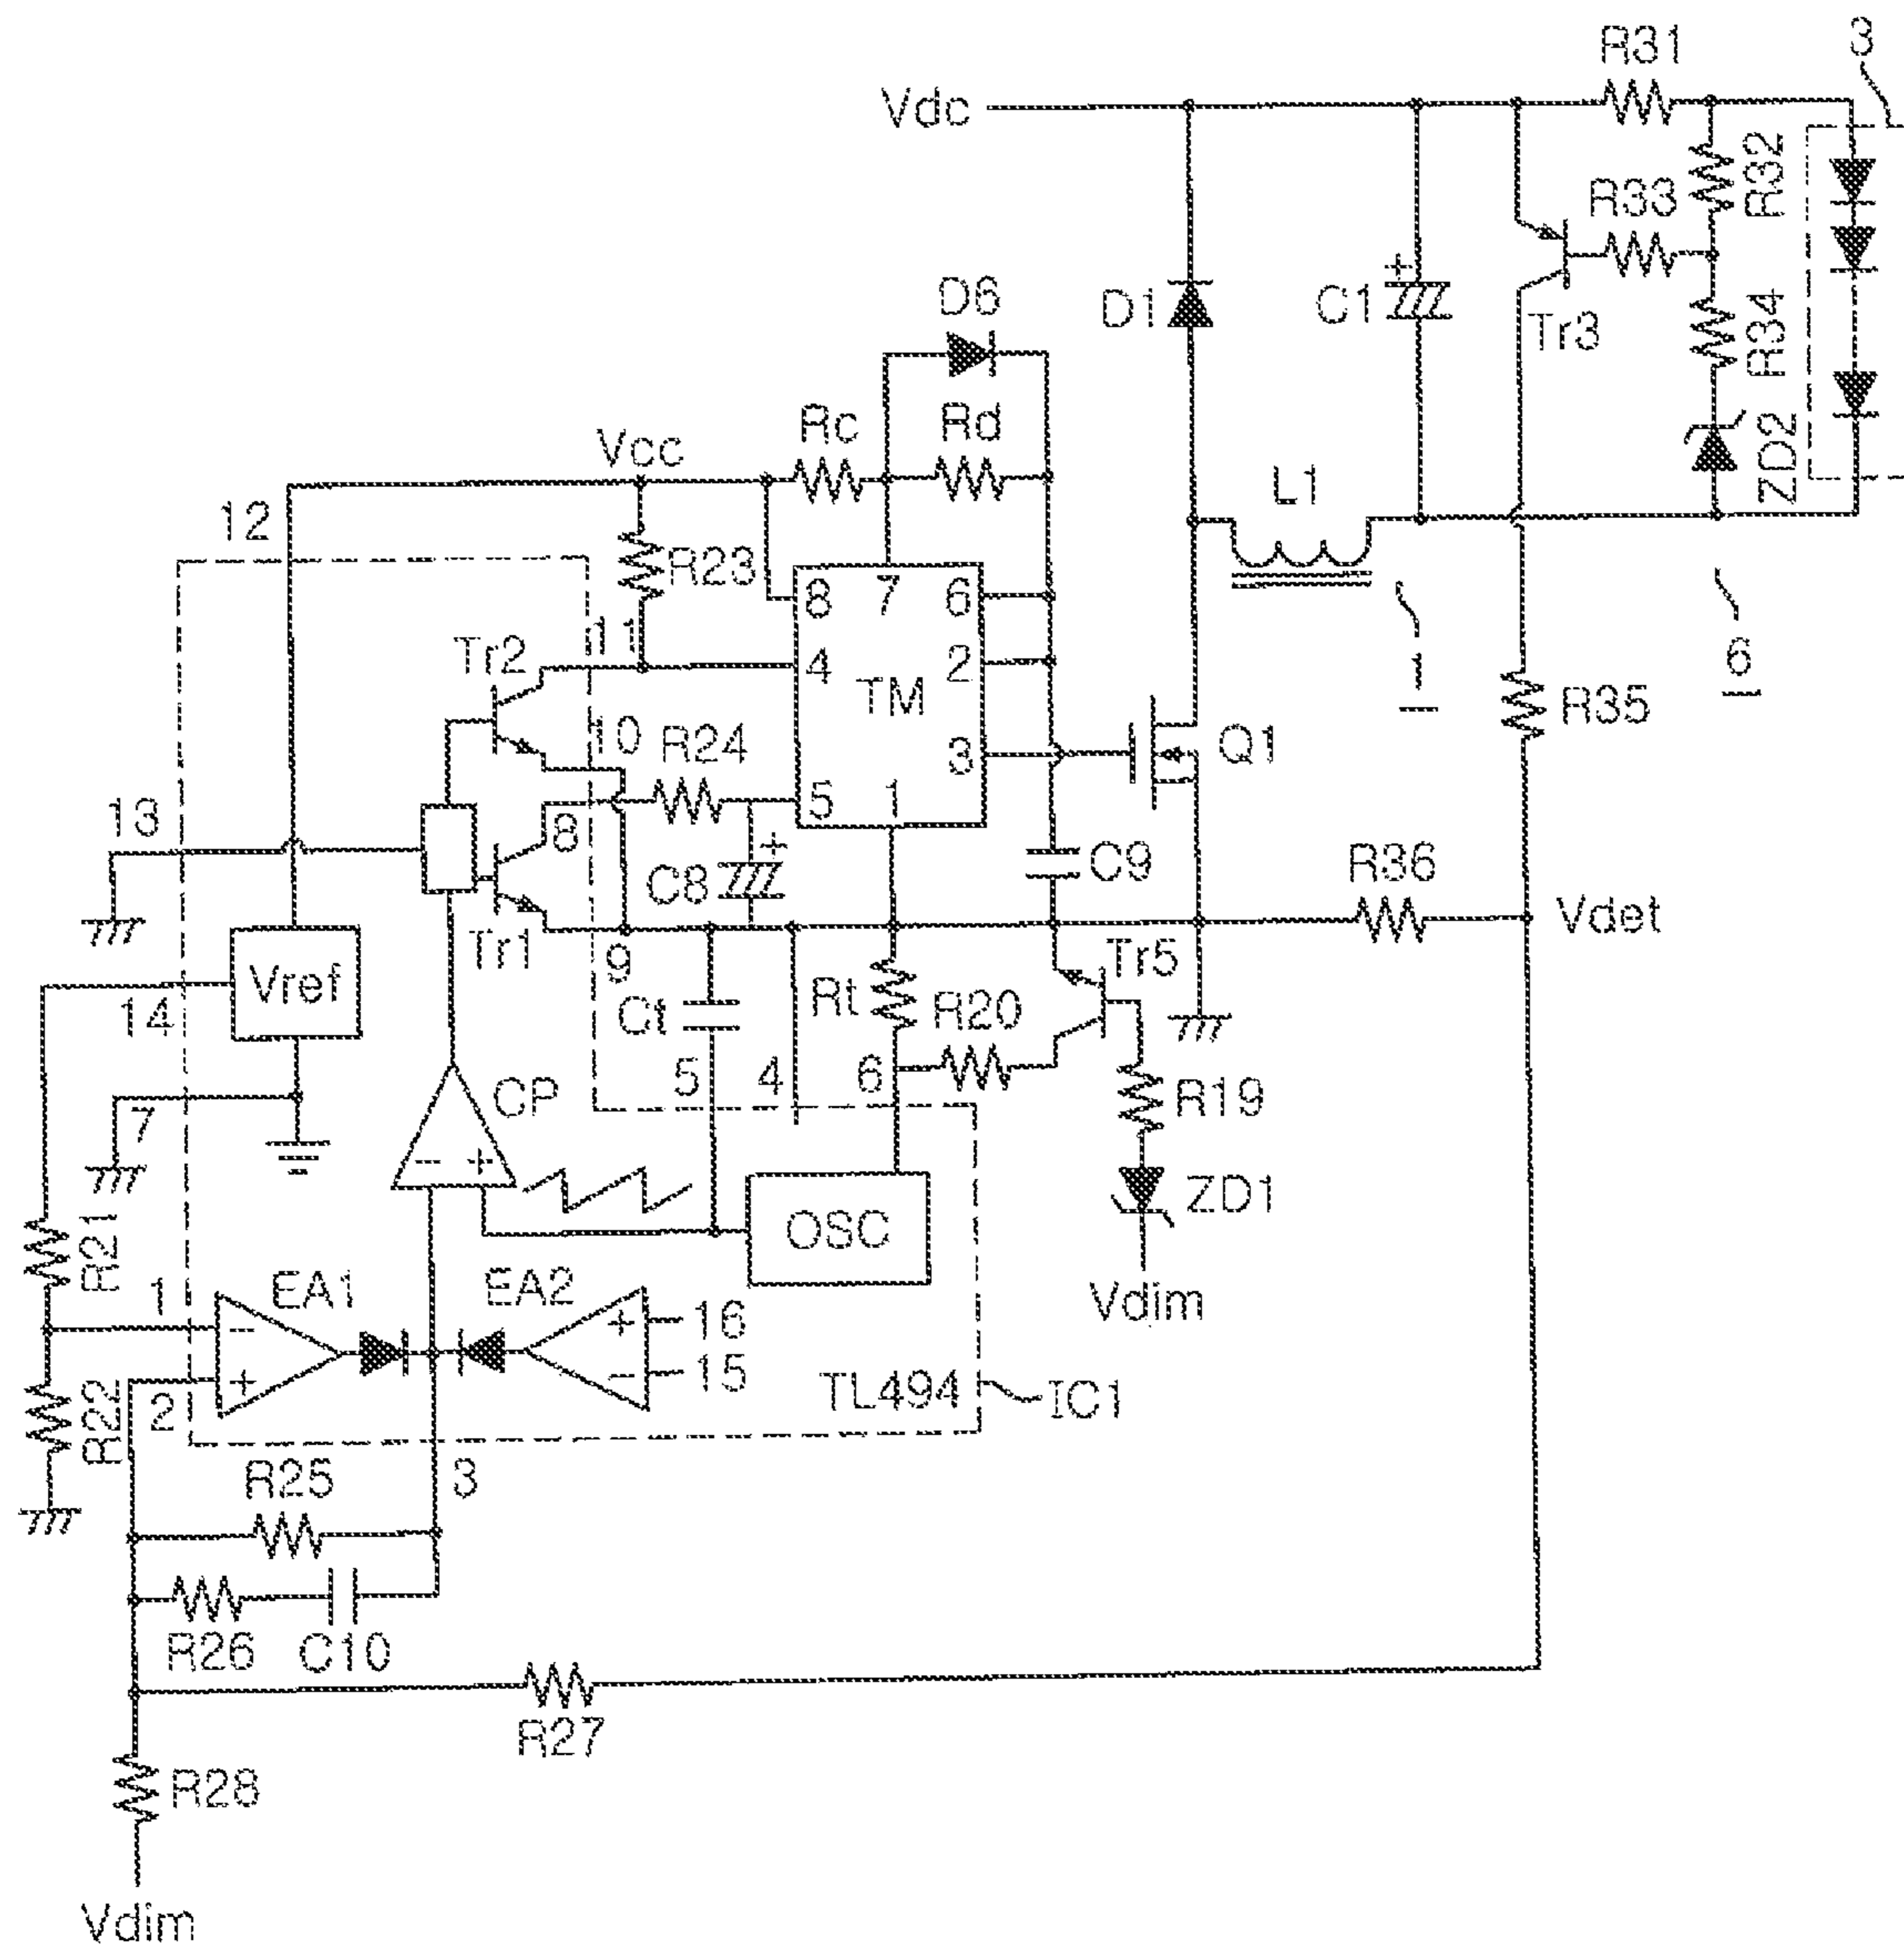 R31
3
Vdc
R32
R33
D6
D1
+
C1
Tr3
R34
Rc
Rd
Vcc
ZD2
L1
12
R23
8
7
6
11
Tr2
4
2
TM
1
6
10
R24
3
Q1
R35
13
5
1
8
+
C8
C9
R36
Vdet
Tr1
9
Tr5
Vref
14
Ct
Rt
R20
5
4
6
CP
R19
7
- +
ZD1
OSC
R21
1
EA1
EA2
Vdim
-
+
16
+
-
15
2
TL494
IC1
R22
R25
3
R26
C10
R27
R28
Vdim